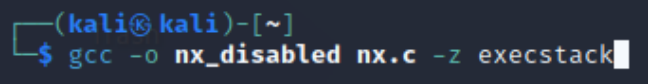 ┌──(kali㉿kali)-[~]
└─$ gcc -o nx_disabled nx.c -z execstack